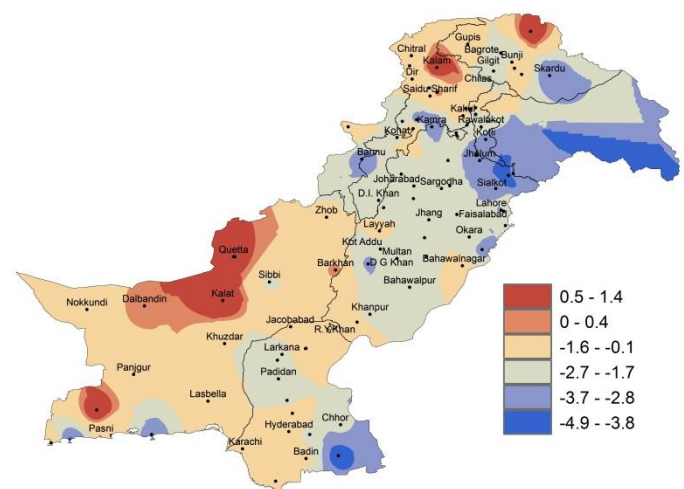 Gupis
Chitral
Bagrote
Bunji
Gilgit
Kalam
Skardu
Dir
Chilas
Saidu Sharif
Kamra
Rawalakot
Kohat
Kotli
Bannu
Jhelum
Joharabad
Sargodha
Sialkot
D.I. Khan
Lahore
Zhob
Jhang
Faisalabad
Layyah
Okara
Kot Addu
Quetta
Multan
Barkhan
D G Khan
Bahawalnagar
Sibbi
Bahawalpur
Kalat
Dalbandin
Nokkundi
Khanpur
Jacobabad
R.Y.Khan
Khuzdar
Larkana
Panjgur
Padidan
Lasbella
Chhor
Pasni
Hyderabad
Karachi
Badin
0.5 - 1.4
0 - 0.4
-1.6 - -0.1
-2.7 - -1.7
-3.7 - -2.8
-4.9 - -3.8